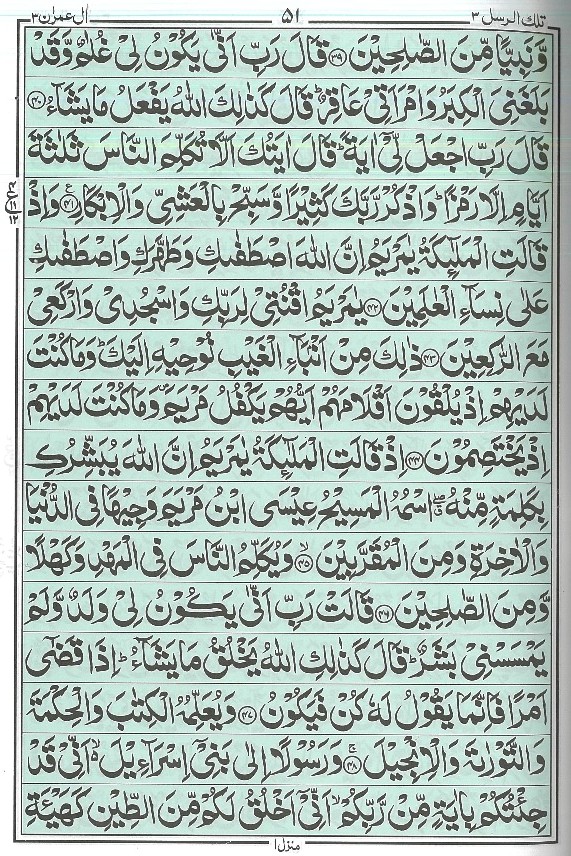 تلك الرسل ٣ ٥١ اٰل عمرٰن ٣
وَّنَبِيًّا مِّنَ الصّٰلِحِيْنَ ﴿٣٩﴾ قَالَ رَبِّ اَنّٰى يَكُوْنُ لِيْ غُلٰمٌ وَّقَدْ
بَلَغَنِيَ الْكِبَرُ وَامْرَاَتِيْ عَاقِرٌ ؕ قَالَ كَذٰلِكَ اللّٰهُ يَفْعَلُ مَا يَشَآءُ ﴿٤٠﴾
قَالَ رَبِّ اجْعَلْ لِّيْٓ اٰيَةً ؕ قَالَ اٰيَتُكَ اَلَّا تُكَلِّمَ النَّاسَ ثَلٰثَةَ
اَيَّامٍ اِلَّا رَمْزًا ؕ وَاذْكُرْ رَّبَّكَ كَثِيْرًا وَّسَبِّحْ بِالْعَشِيِّ وَالْاِبْكَارِ ﴿٤١﴾ وَاِذْ
ع
قَالَتِ الْمَلٰٓئِكَةُ يٰمَرْيَمُ اِنَّ اللّٰهَ اصْطَفٰىكِ وَطَهَّرَكِ وَاصْطَفٰىكِ
عَلٰى نِسَآءِ الْعٰلَمِيْنَ ﴿٤٢﴾ يٰمَرْيَمُ اقْنُتِيْ لِرَبِّكِ وَاسْجُدِيْ وَارْكَعِيْ
مَعَ الرّٰكِعِيْنَ ﴿٤٣﴾ ذٰلِكَ مِنْ اَنْۢبَآءِ الْغَيْبِ نُوْحِيْهِ اِلَيْكَ ؕ وَمَا كُنْتَ
لَدَيْهِمْ اِذْ يُلْقُوْنَ اَقْلَامَهُمْ اَيُّهُمْ يَكْفُلُ مَرْيَمَ ۪ وَمَا كُنْتَ لَدَيْهِمْ
اِذْ يَخْتَصِمُوْنَ ﴿٤٤﴾ اِذْ قَالَتِ الْمَلٰٓئِكَةُ يٰمَرْيَمُ اِنَّ اللّٰهَ يُبَشِّرُكِ
بِكَلِمَةٍ مِّنْهُ ۖ اسْمُهُ الْمَسِيْحُ عِيْسَى ابْنُ مَرْيَمَ وَجِيْهًا فِي الدُّنْيَا
وَالْاٰخِرَةِ وَمِنَ الْمُقَرَّبِيْنَ ۙ﴿٤٥﴾ وَيُكَلِّمُ النَّاسَ فِي الْمَهْدِ وَكَهْلًا
وَّمِنَ الصّٰلِحِيْنَ ﴿٤٦﴾ قَالَتْ رَبِّ اَنّٰى يَكُوْنُ لِيْ وَلَدٌ وَّلَمْ
يَمْسَسْنِيْ بَشَرٌ ؕ قَالَ كَذٰلِكِ اللّٰهُ يَخْلُقُ مَا يَشَآءُ ؕ اِذَا قَضٰٓى
اَمْرًا فَاِنَّمَا يَقُوْلُ لَهٗ كُنْ فَيَكُوْنُ ﴿٤٧﴾ وَيُعَلِّمُهُ الْكِتٰبَ وَالْحِكْمَةَ
وَالتَّوْرٰىةَ وَالْاِنْجِيْلَ ۚ﴿٤٨﴾ وَرَسُوْلًا اِلٰى بَنِيْٓ اِسْرَآءِيْلَ ۙ اَنِّيْ قَدْ
جِئْتُكُمْ بِاٰيَةٍ مِّنْ رَّبِّكُمْ ۙ اَنِّيْٓ اَخْلُقُ لَكُمْ مِّنَ الطِّيْنِ كَهَيْـَٔةِ
منزل ١